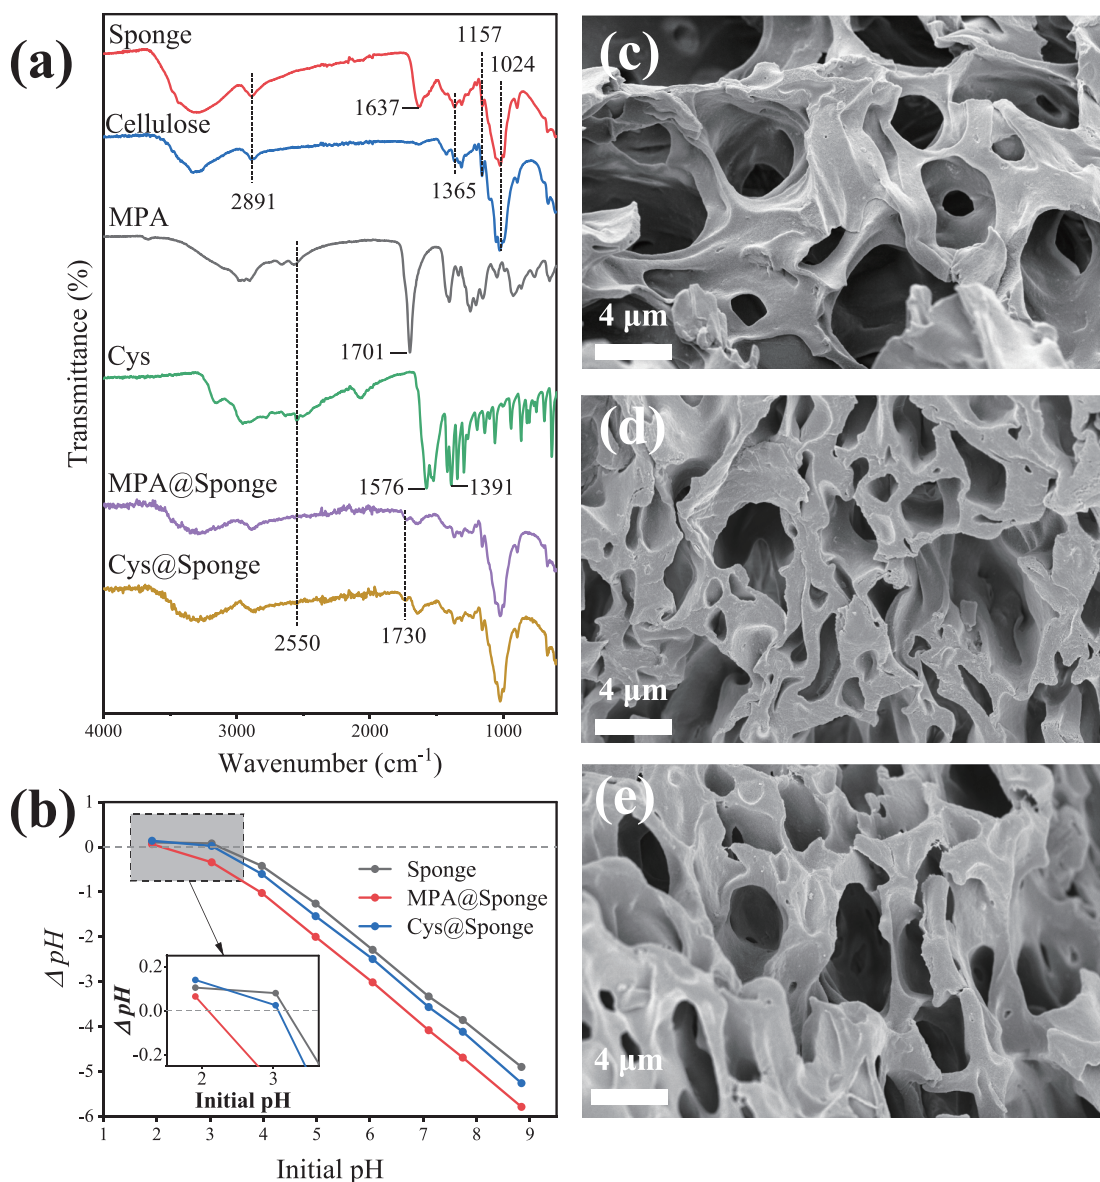 (a)
Sponge
1157
1024
1637
Cellulose
2891
1365
MPA
1701
Cys
1576
1391
MPA@Sponge
Cys@Sponge
2550
1730
Transmittance (%)
4000
3000
2000
1000
Wavenumber (cm⁻¹)
(b)
1
0
-1
-2
-3
-4
-5
-6
ΔpH
Sponge
MPA@Sponge
Cys@Sponge
0.2
0.0
-0.2
ΔpH
2
3
Initial pH
1
2
3
4
5
6
7
8
9
Initial pH
(c)
4 μm
(d)
4 μm
(e)
4 μm